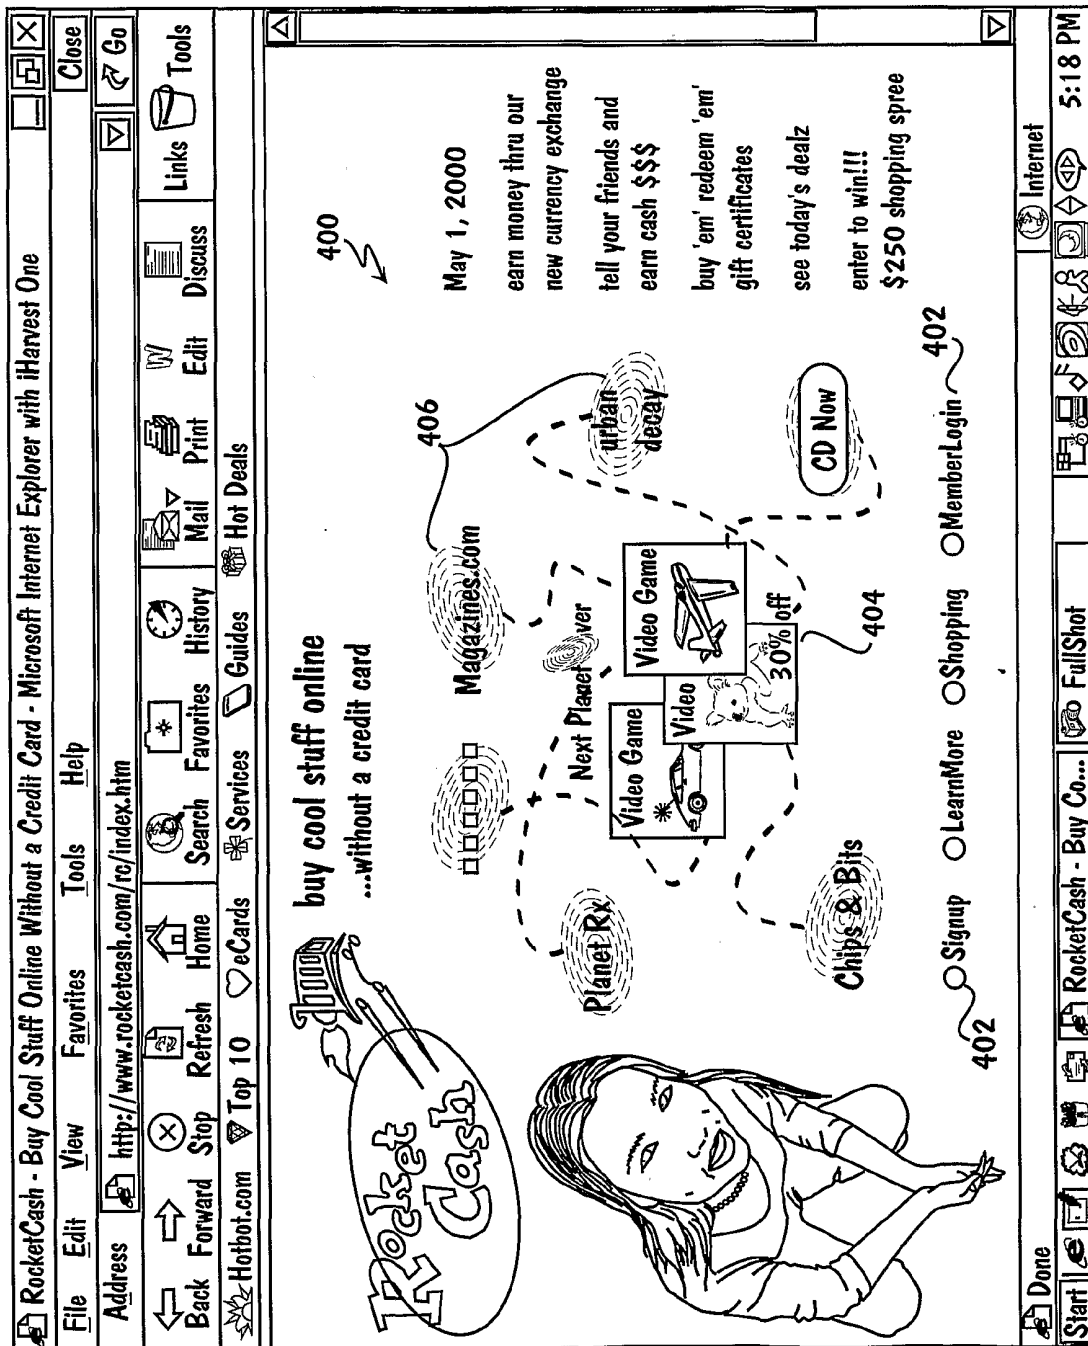 RocketCash - Buy Cool Stuff Online Without a Credit Card - Microsoft Internet Explorer with iHarvest One
File Edit View Favorites Tools Help Close
Address http://www.rocketcash.com/rc/index.htm Go
Back Forward Stop Refresh Home Search Favorites History Mail Print Edit Discuss Links Tools
Hotbot.com Top 10 eCards Services Guides Hot Deals
Rocket
Cash
buy cool stuff online
...without a credit card
400
406
May 1, 2000
earn money thru our
new currency exchange
tell your friends and
earn cash $$$
buy 'em' redeem 'em'
gift certificates
see today's dealz
enter to win!!!
$250 shopping spree
Magazines.com
Planet Rx
Next Planet over
urban
decay
Video Game
Video Game
Video
30% off
CD Now
Chips & Bits
404
402
Signup LearnMore Shopping MemberLogin
402
Done Internet
Start RocketCash - Buy Co... FullShot 5:18 PM